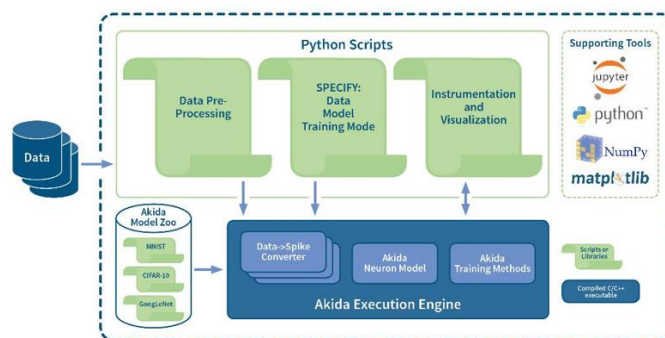 Python Scripts
Supporting Tools
Data Pre-
Processing
SPECIFY:
Data
Model
Training Mode
Instrumentation
and
Visualization
jupyter
python™
NumPy
matplotlib
Data
Akida
Model Zoo
MNIST
CIFAR-10
GoogLeNet
Data->Spike
Converter
Akida
Neuron Model
Akida
Training Methods
Akida Execution Engine
Scripts or
Libraries
Compiled C/C++
executable